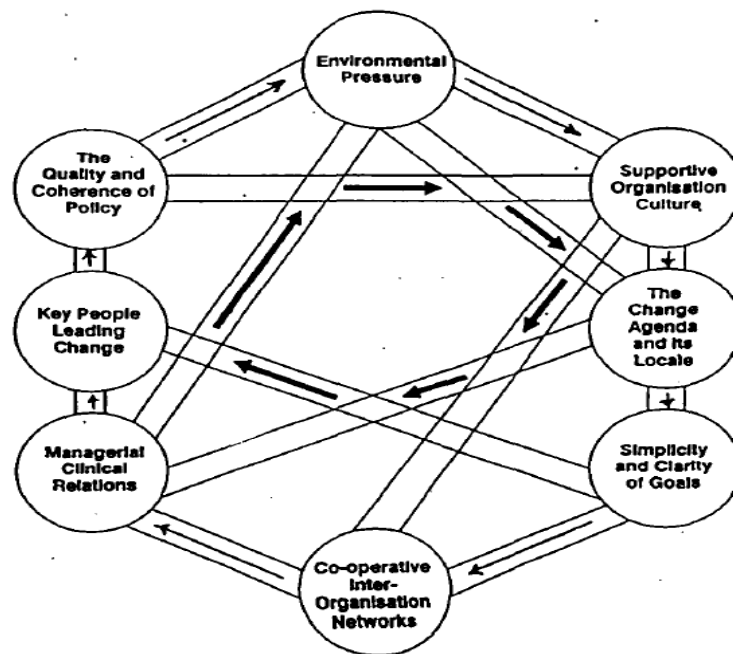 Environmental
Pressure
The
Quality and
Coherence of
Policy
Supportive
Organisation
Culture
Key People
Leading
Change
The
Change
Agenda
and Its
Locale
Managerial
Clinical
Relations
Simplicity
and Clarity
of Goals
Co-operative
Inter-
Organisation
Networks